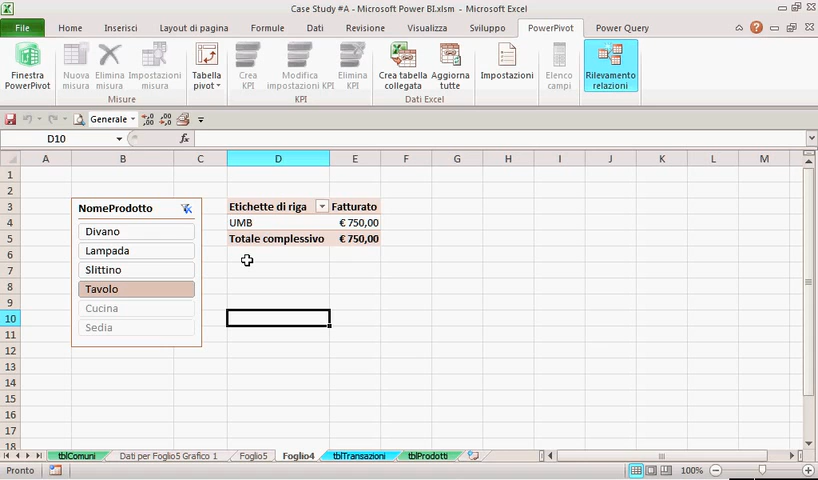 Case Study #A - Microsoft Power BI.xlsm - Microsoft Excel
File Home Inserisci Layout di pagina Formule Dati Revisione Visualizza Sviluppo PowerPivot Power Query
Finestra PowerPivot
Nuova misura
Elimina misura
Impostazioni misura
Tabella pivot
Crea KPI
Modifica impostazioni KPI
Elimina KPI
Crea tabella collegata
Aggiorna tutte
Impostazioni
Elenco campi
Rilevamento relazioni
Misure KPI Dati Excel
Generale
D10 fx
A B C D E F G H I J K L M
1
2
3
4
5
6
7
8
9
10
11
12
13
14
15
16
17
18
NomeProdotto
Divano
Lampada
Slittino
Tavolo
Cucina
Sedia
Etichette di riga Fatturato
UMB € 750,00
Totale complessivo € 750,00
tblComuni Dati per Foglio5 Grafico 1 Foglio5 Foglio4 tblTransazioni tblProdotti
Pronto 100%